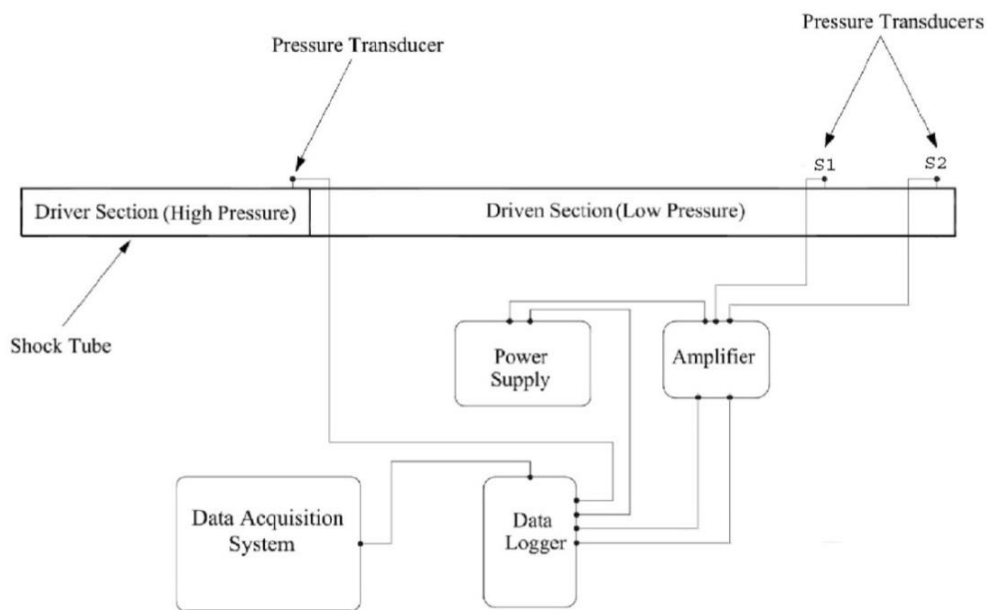 Pressure Transducers
Pressure Transducer
S1
S2
Driver Section (High Pressure)
Driven Section (Low Pressure)
Shock Tube
Power
Supply
Amplifier
Data Acquisition
System
Data
Logger